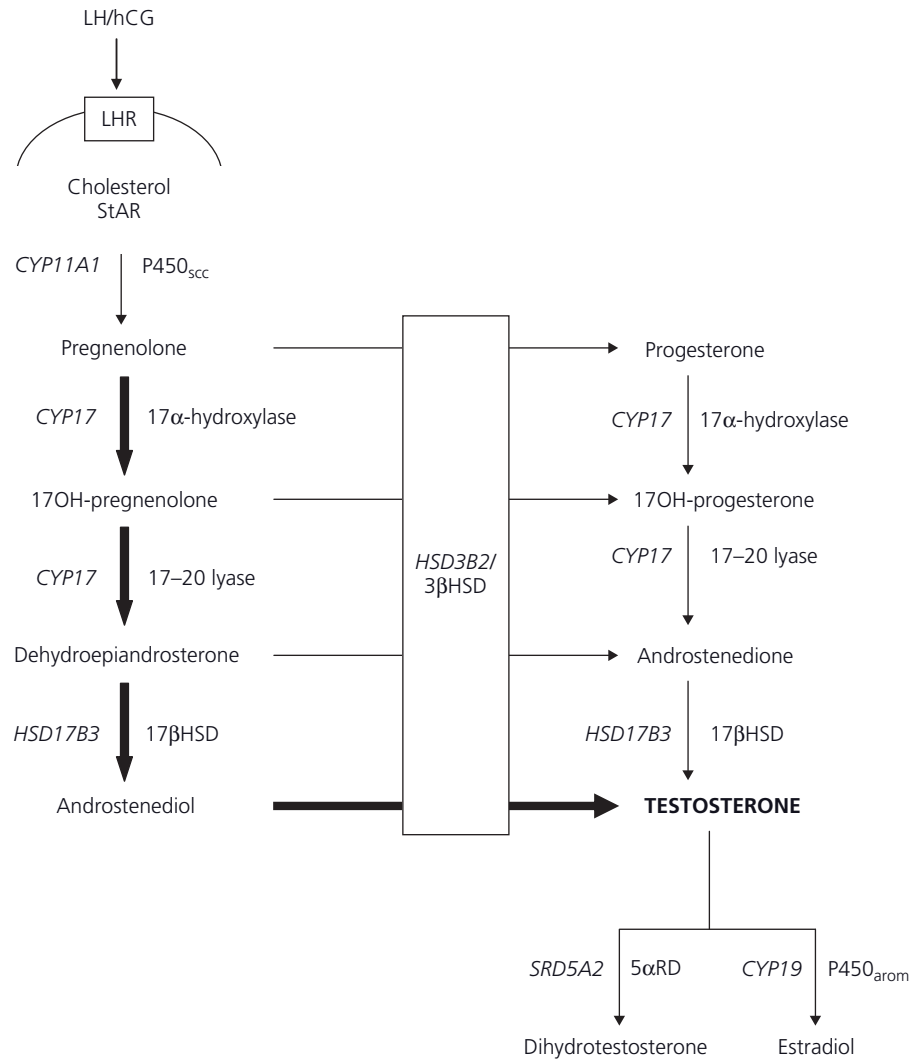 LH/hCG
LHR
Cholesterol
StAR
CYP11A1 P450scc
Pregnenolone Progesterone
CYP17 17α-hydroxylase CYP17 17α-hydroxylase
17OH-pregnenolone 17OH-progesterone
HSD3B2/
3βHSD
CYP17 17–20 lyase CYP17 17–20 lyase
Dehydroepiandrosterone Androstenedione
HSD17B3 17βHSD HSD17B3 17βHSD
Androstenediol TESTOSTERONE
SRD5A2 5αRD CYP19 P450arom
Dihydrotestosterone Estradiol